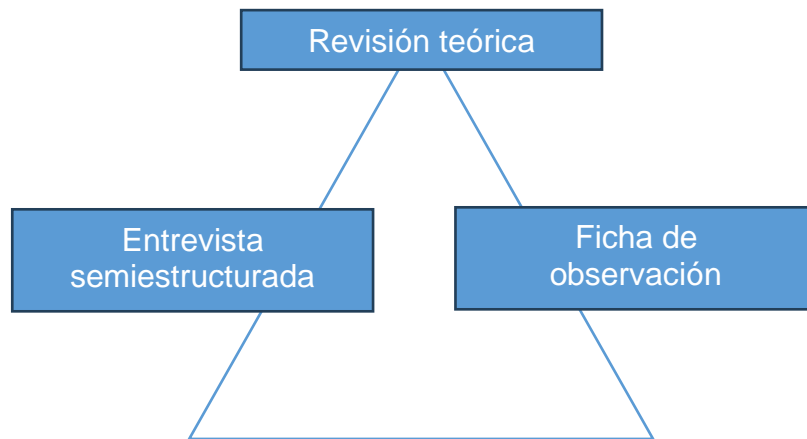 Revisión teórica
Entrevista
semiestructurada
Ficha de
observación